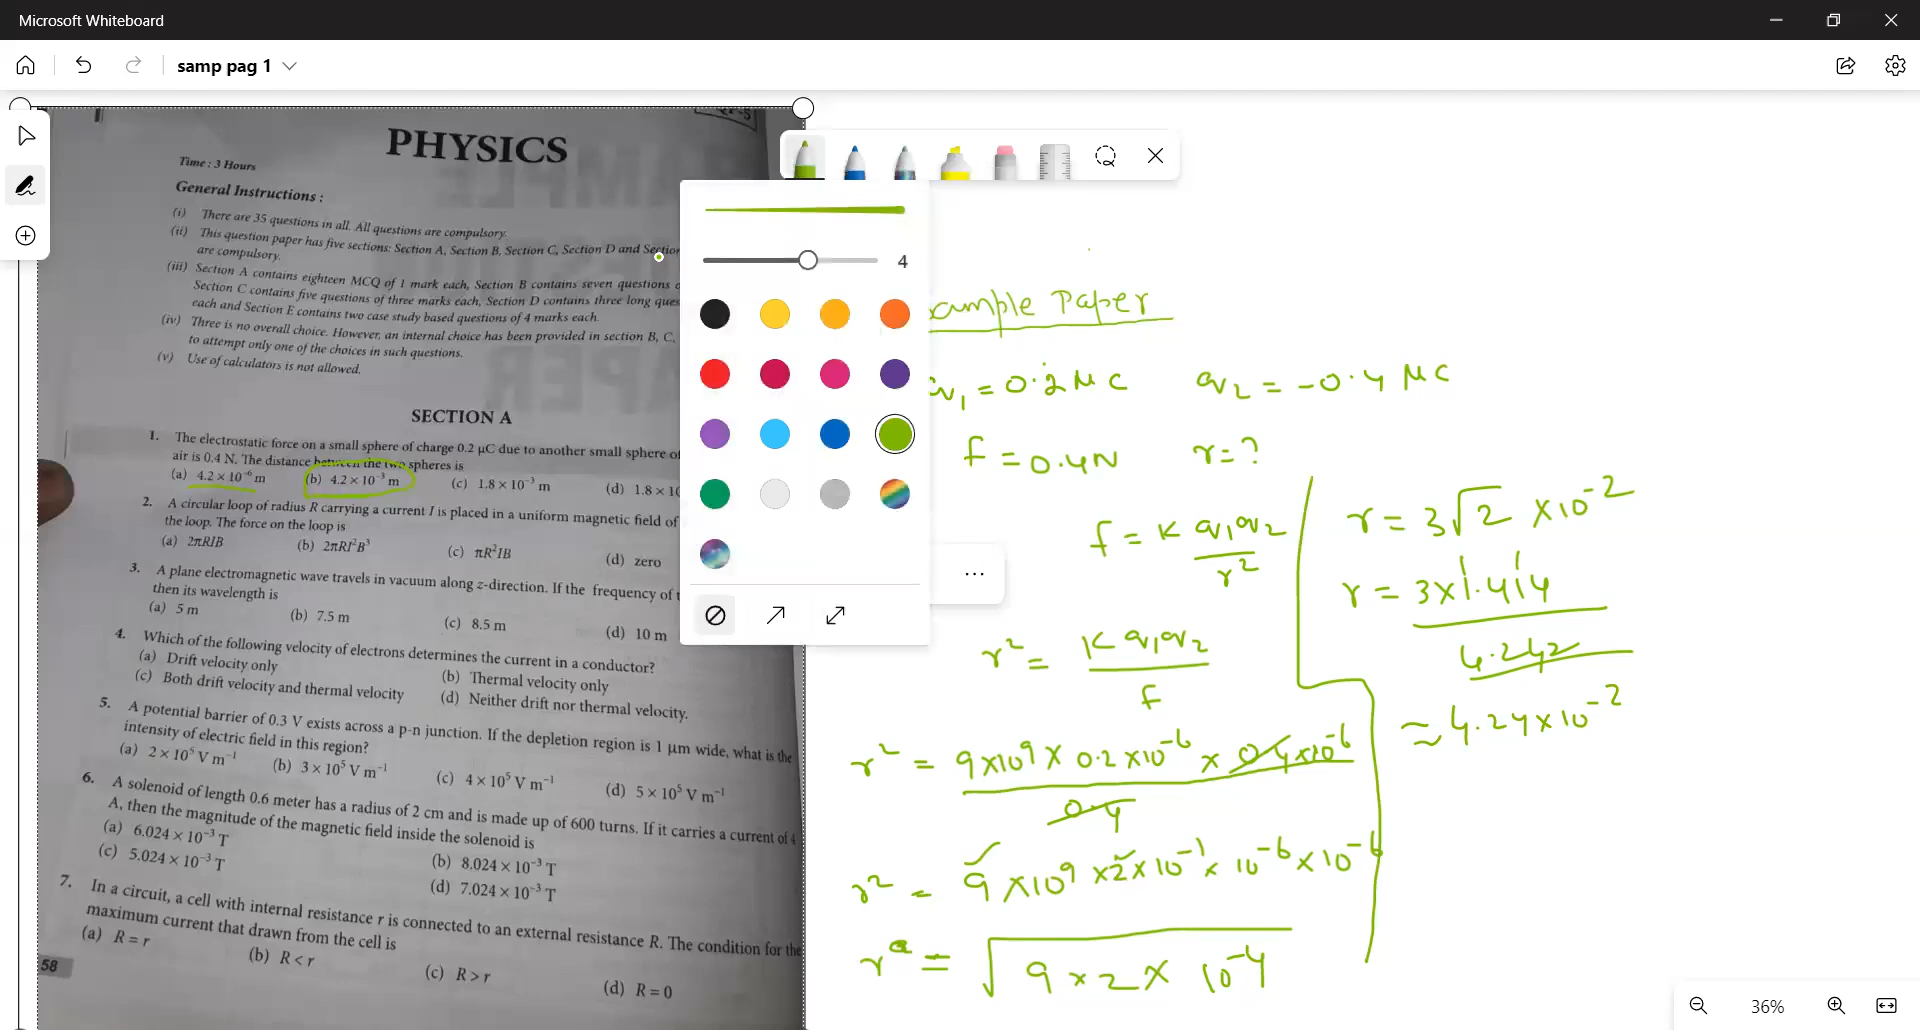 Microsoft Whiteboard
samp pag 1
PHYSICS
Time : 3 Hours
General Instructions :
(i) There are 35 questions in all. All questions are compulsory.
(ii) This question paper has five sections: Section A, Section B, Section C, Section D and Section
are compulsory.
(iii) Section A contains eighteen MCQ of 1 mark each, Section B contains seven questions
Section C contains five questions of three marks each, Section D contains three long ques
each and Section E contains two case study based questions of 4 marks each.
(iv) Three is no overall choice. However, an internal choice has been provided in section B, C,
to attempt only one of the choices in such questions.
(v) Use of calculators is not allowed.
SECTION A
1. The electrostatic force on a small sphere of charge 0.2 μC due to another small sphere of
air is 0.4 N. The distance between the two spheres is
(a) 4.2 × 10⁻⁶ m (b) 4.2 × 10⁻³ m (c) 1.8 × 10⁻³ m (d) 1.8 × 10
2. A circular loop of radius R carrying a current I is placed in a uniform magnetic field of
the loop. The force on the loop is
(a) 2πRIB (b) 2πRI²B³ (c) πR²IB (d) zero
3. A plane electromagnetic wave travels in vacuum along z-direction. If the frequency of
then its wavelength is
(a) 5 m (b) 7.5 m (c) 8.5 m (d) 10 m
4. Which of the following velocity of electrons determines the current in a conductor?
(a) Drift velocity only (b) Thermal velocity only
(c) Both drift velocity and thermal velocity (d) Neither drift nor thermal velocity.
5. A potential barrier of 0.3 V exists across a p-n junction. If the depletion region is 1 μm wide, what is the
intensity of electric field in this region?
(a) 2 × 10⁵ V m⁻¹ (b) 3 × 10⁵ V m⁻¹ (c) 4 × 10⁵ V m⁻¹ (d) 5 × 10⁵ V m⁻¹
6. A solenoid of length 0.6 meter has a radius of 2 cm and is made up of 600 turns. If it carries a current of 4
A, then the magnitude of the magnetic field inside the solenoid is
(a) 6.024 × 10⁻³ T (b) 8.024 × 10⁻³ T
(c) 5.024 × 10⁻³ T (d) 7.024 × 10⁻³ T
7. In a circuit, a cell with internal resistance r is connected to an external resistance R. The condition for the
maximum current that drawn from the cell is
(a) R = r (b) R < r (c) R > r (d) R = 0
58
4
ample Paper
q₁ = 0.2 μC q₂ = -0.4 μC
f = 0.4N r = ?
f = K q₁q₂ / r²
r² = K q₁q₂ / f
r² = 9×10⁹ × 0.2×10⁻⁶ × 0.4×10⁻⁶ / 0.4
r² = 9 ×10⁹ ×2×10⁻¹ × 10⁻⁶ × 10⁻⁶
r = √9 × 2 × 10⁻⁴
r = 3√2 ×10⁻²
r = 3×1.414
4.242
≈ 4.24×10⁻²
36%